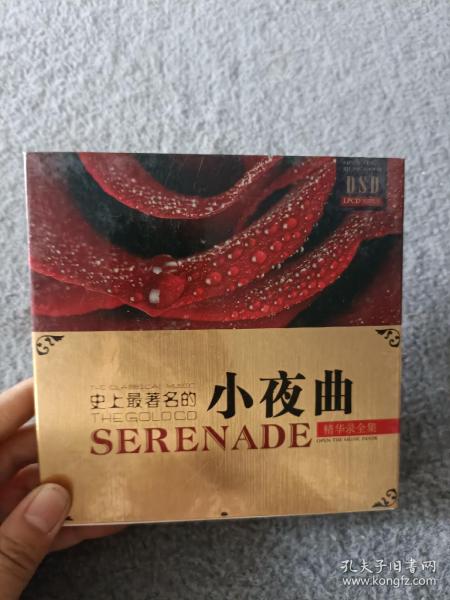 DSD
LPCD
THE CLASSICAL MUSIC
史上最著名的
小夜曲
THE GOLD CD
SERENADE
精华录全集
OPEN THE MUSIC DOOR
孔夫子旧书网
www.kongfz.com